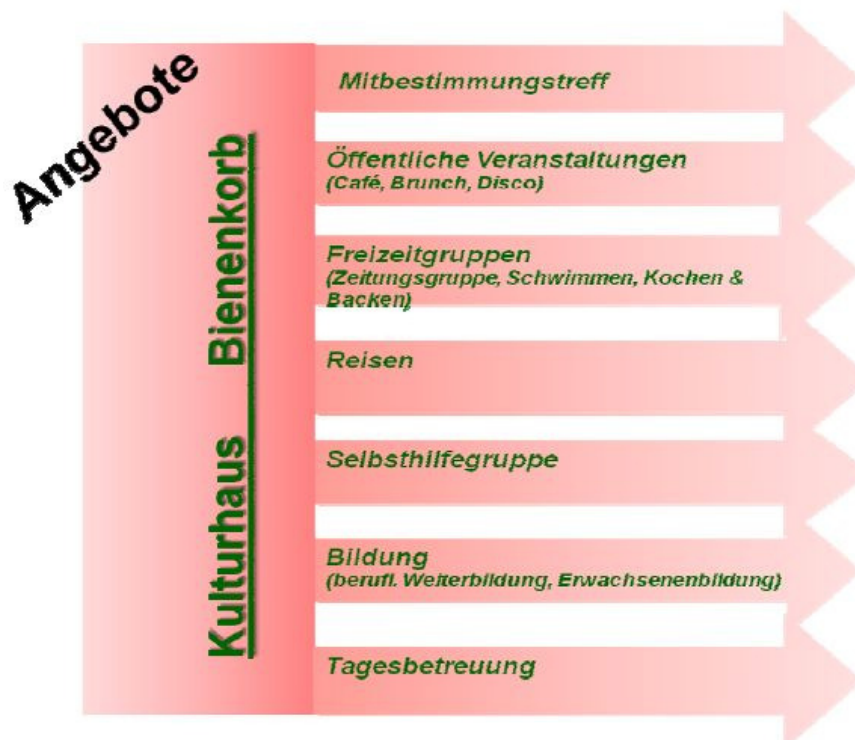 Angebote
Kulturhaus Bienenkorb
Mitbestimmungstreff
Öffentliche Veranstaltungen
(Café, Brunch, Disco)
Freizeitgruppen
(Zeitungsgruppe, Schwimmen, Kochen &
Backen)
Reisen
Selbsthilfegruppe
Bildung
(berufl. Weiterbildung, Erwachsenenbildung)
Tagesbetreuung